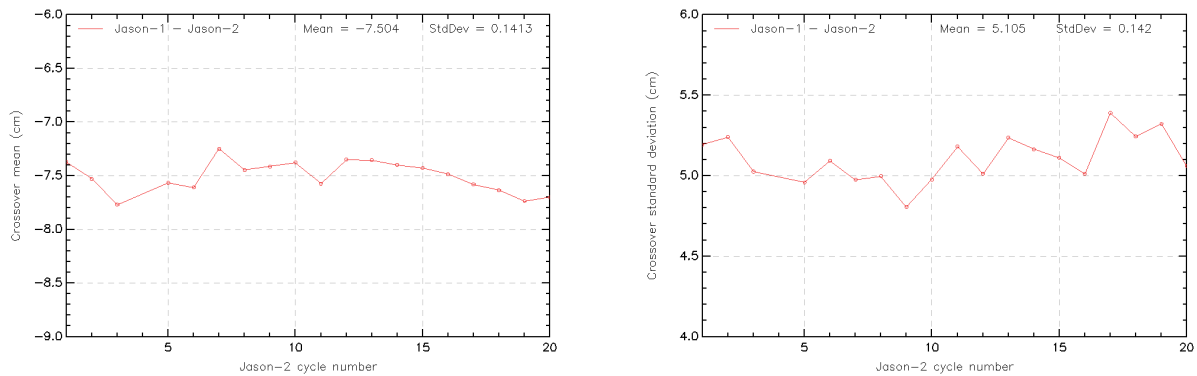 Jason-1 - Jason-2 Mean = -7.504 StdDev = 0.1413
Crossover mean (cm)
-6.0
-6.5
-7.0
-7.5
-8.0
-8.5
-9.0
5 10 15 20
Jason-2 cycle number
Jason-1 - Jason-2 Mean = 5.105 StdDev = 0.142
Crossover standard deviation (cm)
6.0
5.5
5.0
4.5
4.0
5 10 15 20
Jason-2 cycle number